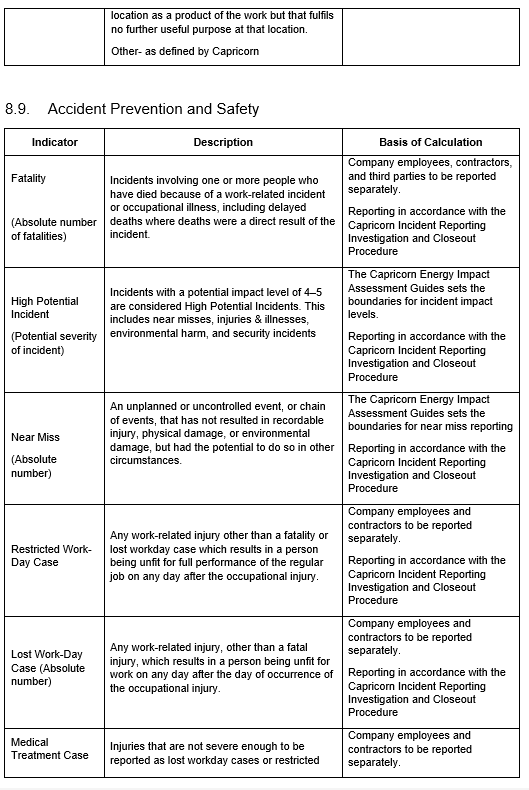 location as a product of the work but that fulfils
no further useful purpose at that location.
Other- as defined by Capricorn
8.9. Accident Prevention and Safety
Indicator
Description
Basis of Calculation
Fatality
(Absolute number
of fatalities)
Incidents involving one or more people who
have died because of a work-related incident
or occupational illness, including delayed
deaths where deaths were a direct result of the
incident.
Company employees, contractors,
and third parties to be reported
separately.
Reporting in accordance with the
Capricorn Incident Reporting
Investigation and Closeout
Procedure
High Potential
Incident
(Potential severity
of incident)
Incidents with a potential impact level of 4–5
are considered High Potential Incidents. This
includes near misses, injuries & illnesses,
environmental harm, and security incidents
The Capricorn Energy Impact
Assessment Guides sets the
boundaries for incident impact
levels.
Reporting in accordance with the
Capricorn Incident Reporting
Investigation and Closeout
Procedure
Near Miss
(Absolute
number)
An unplanned or uncontrolled event, or chain
of events, that has not resulted in recordable
injury, physical damage, or environmental
damage, but had the potential to do so in other
circumstances.
The Capricorn Energy Impact
Assessment Guides sets the
boundaries for near miss reporting
Reporting in accordance with the
Capricorn Incident Reporting
Investigation and Closeout
Procedure
Restricted Work-
Day Case
Any work-related injury other than a fatality or
lost workday case which results in a person
being unfit for full performance of the regular
job on any day after the occupational injury.
Company employees and
contractors to be reported
separately.
Reporting in accordance with the
Capricorn Incident Reporting
Investigation and Closeout
Procedure
Lost Work-Day
Case (Absolute
number)
Any work-related injury, other than a fatal
injury, which results in a person being unfit for
work on any day after the day of occurrence of
the occupational injury.
Company employees and
contractors to be reported
separately.
Reporting in accordance with the
Capricorn Incident Reporting
Investigation and Closeout
Procedure
Medical
Treatment Case
Injuries that are not severe enough to be
reported as lost workday cases or restricted
Company employees and
contractors to be reported
separately.